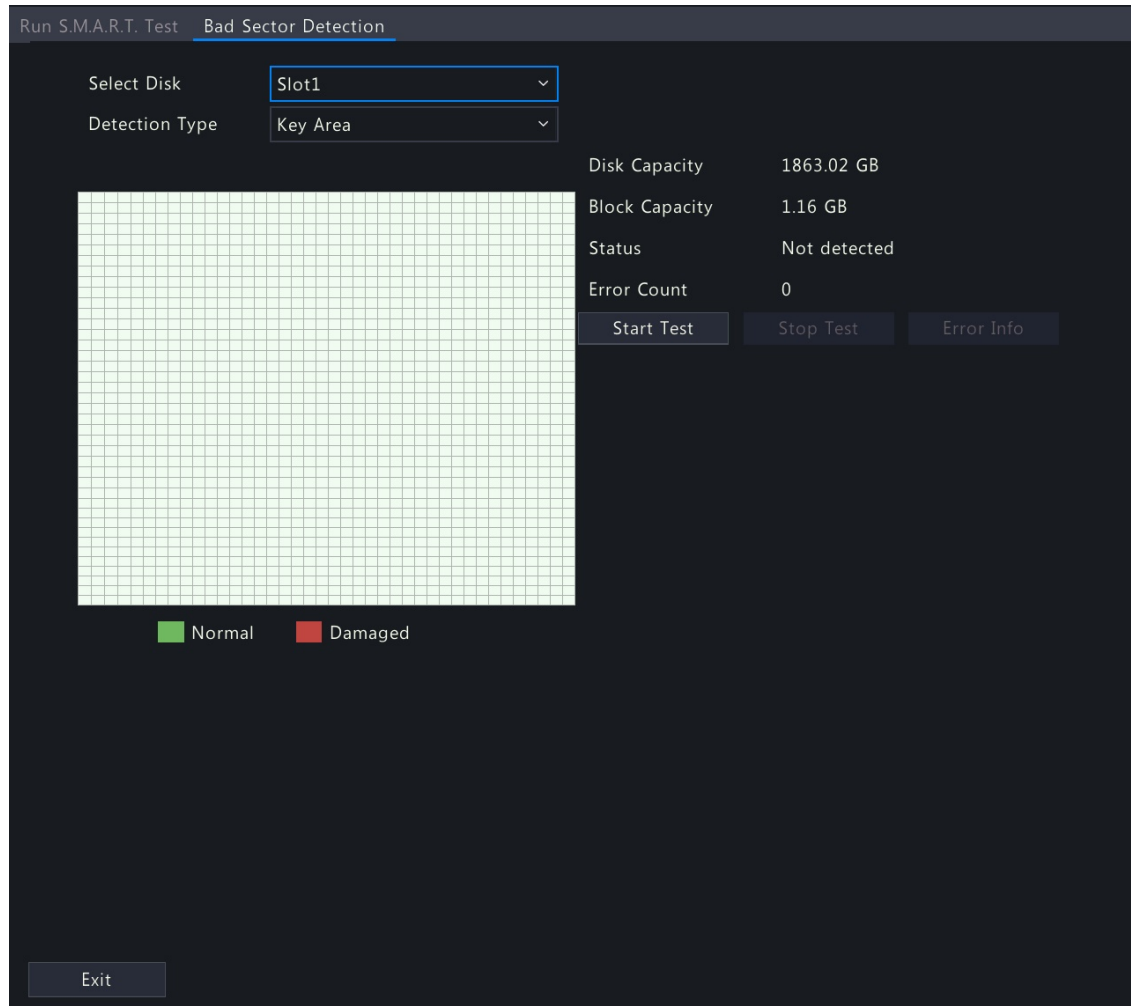 Run S.M.A.R.T. Test Bad Sector Detection
Select Disk Slot1
Detection Type Key Area
Disk Capacity 1863.02 GB
Block Capacity 1.16 GB
Status Not detected
Error Count 0
Start Test Stop Test Error Info
Normal Damaged
Exit